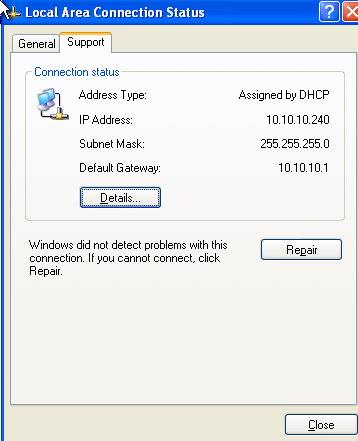 Local Area Connection Status
General
Support
Connection status
Address Type: Assigned by DHCP
IP Address: 10.10.10.240
Subnet Mask: 255.255.255.0
Default Gateway: 10.10.10.1
Details...
Windows did not detect problems with this
connection. If you cannot connect, click
Repair.
Repair
Close